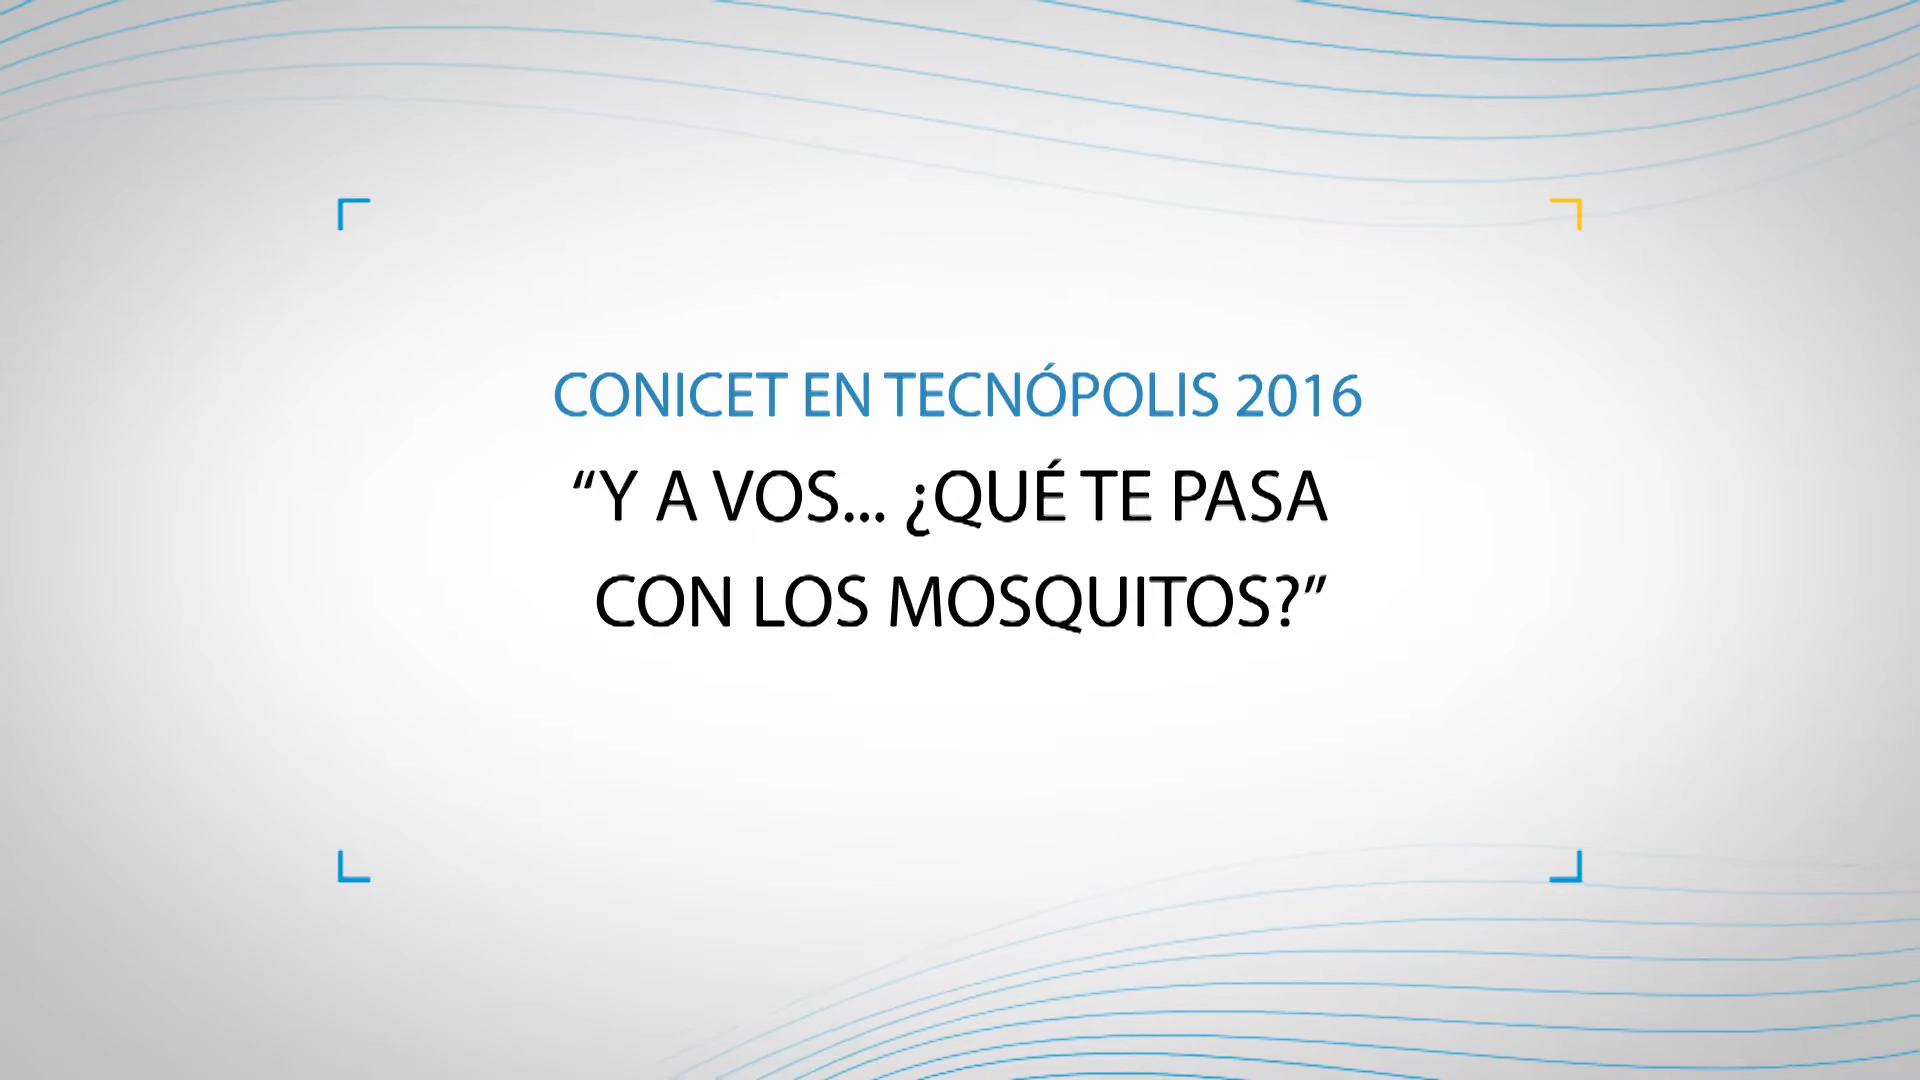 CONICET EN TECNÓPOLIS 2016
“Y A VOS... ¿QUÉ TE PASA
CON LOS MOSQUITOS?”